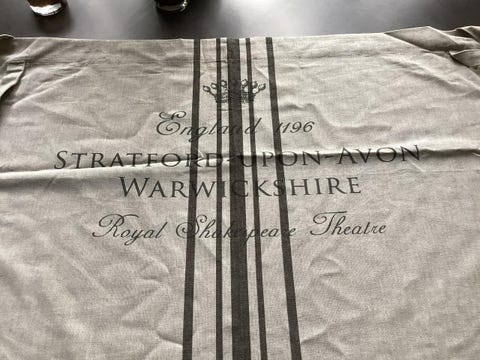 England 1196
STRATFORD-UPON-AVON
WARWICKSHIRE
Royal Shakespeare Theatre